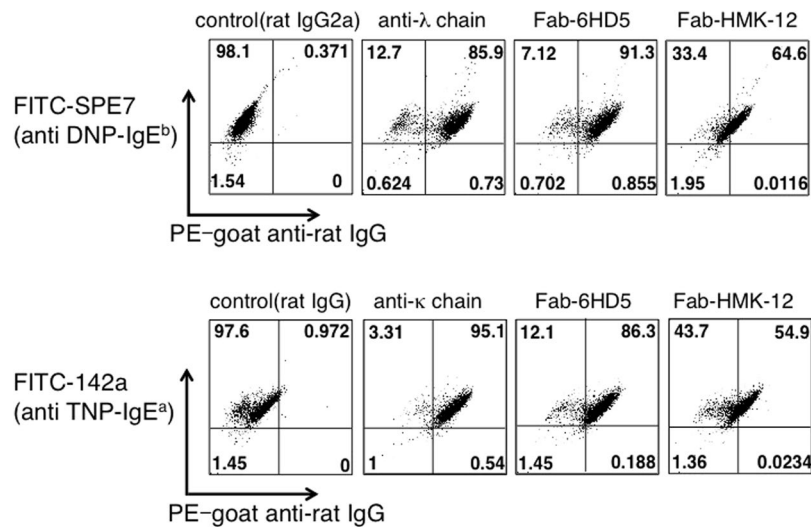 control(rat IgG2a) anti-λ chain Fab-6HD5 Fab-HMK-12
98.1 0.371 12.7 85.9 7.12 91.3 33.4 64.6
FITC-SPE7
(anti DNP-IgEᵇ)
1.54 0 0.624 0.73 0.702 0.855 1.95 0.0116
PE-goat anti-rat IgG
control(rat IgG) anti-κ chain Fab-6HD5 Fab-HMK-12
97.6 0.972 3.31 95.1 12.1 86.3 43.7 54.9
FITC-142a
(anti TNP-IgEᵃ)
1.45 0 1 0.54 1.45 0.188 1.36 0.0234
PE-goat anti-rat IgG